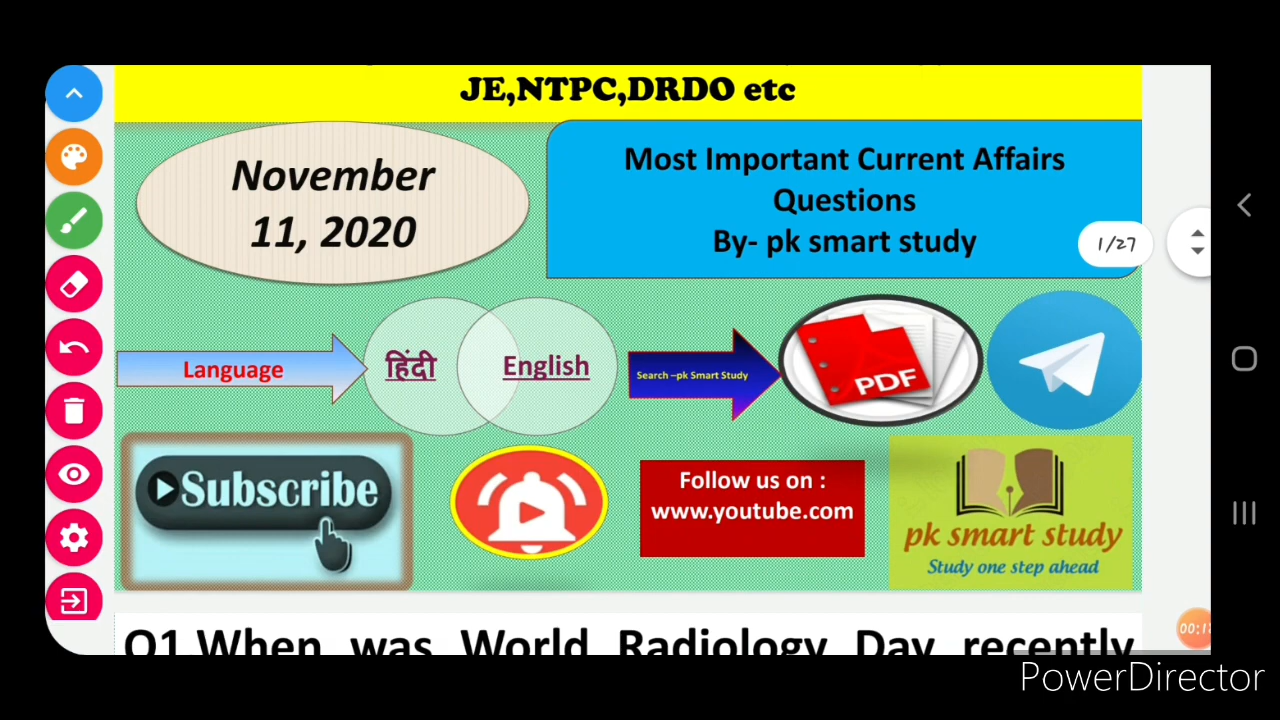 JE,NTPC,DRDO etc
November
11, 2020
Most Important Current Affairs
Questions
By- pk smart study
1/27
Language
हिंदी
English
Search –pk Smart Study
PDF
Subscribe
Follow us on :
www.youtube.com
pk smart study
Study one step ahead
Q1.When was World Radiology Day recently
PowerDirector